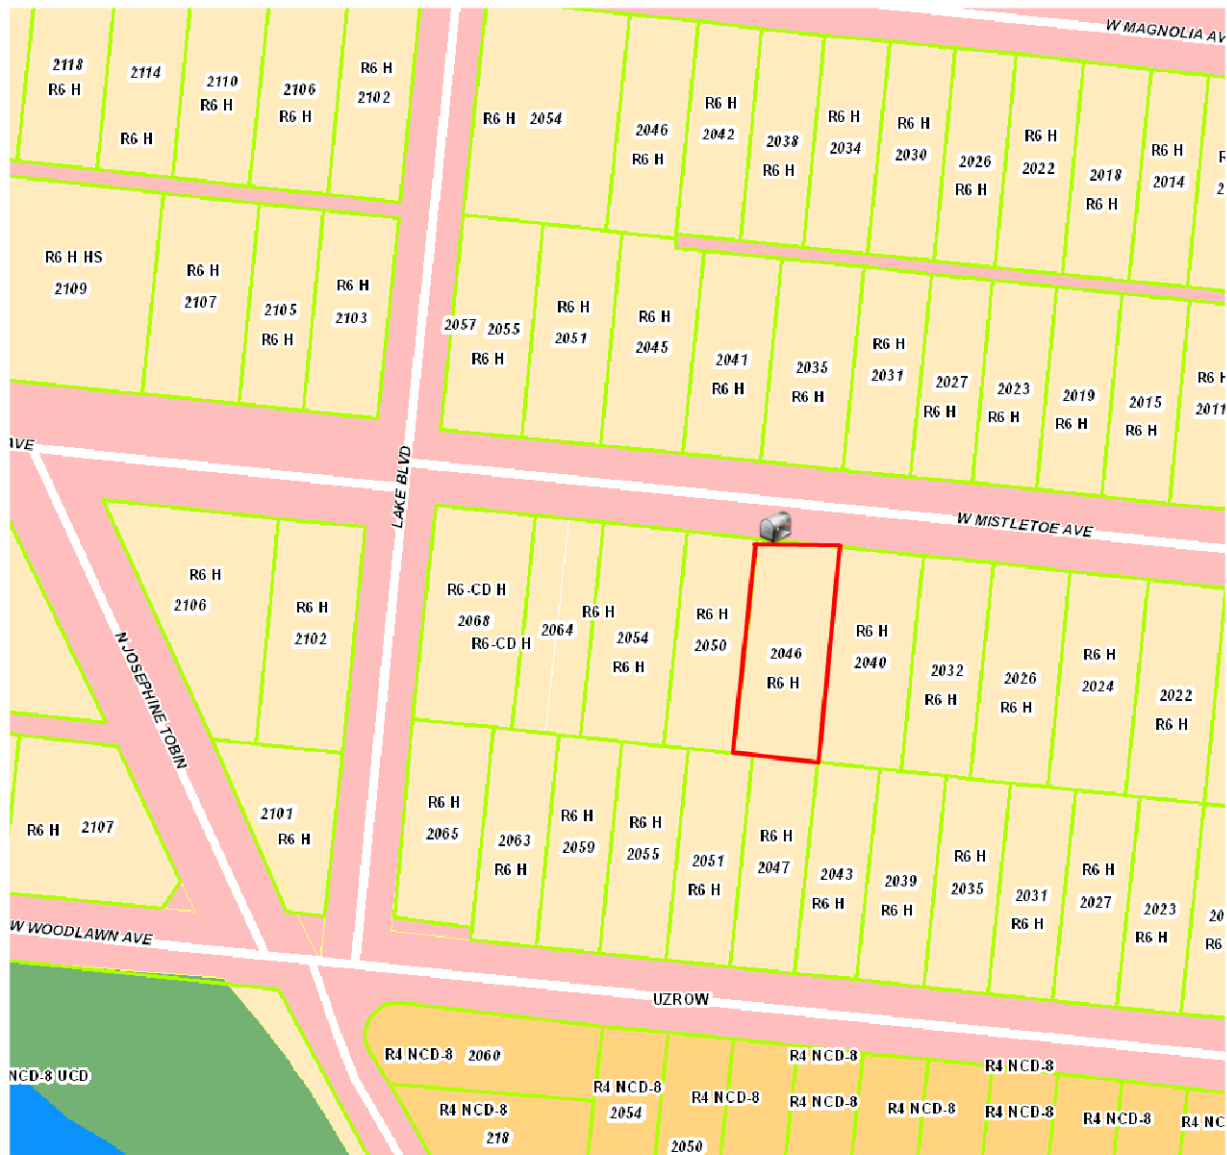 W MAGNOLIA AV
2118
R6 H
2114
R6 H
2110
R6 H
2106
R6 H
R6 H
2102
R6 H 2054
2046
R6 H
R6 H
2042
2038
R6 H
R6 H
2034
R6 H
2030
2026
R6 H
R6 H
2022
2018
R6 H
R6 H
2014
R6 H HS
2109
R6 H
2107
2105
R6 H
R6 H
2103
2057 2055
R6 H
R6 H
2051
R6 H
2045
2041
R6 H
2035
R6 H
R6 H
2031
2027
R6 H
2023
R6 H
2019
R6 H
2015
R6 H
R6 H
2011
AVE
LAKE BLVD
W MISTLETOE AVE
R6 H
2106
R6 H
2102
R6-CD H
2068
R6-CD H
2064
R6 H
2054
R6 H
R6 H
2050
2046
R6 H
R6 H
2040
2032
R6 H
2026
R6 H
R6 H
2024
2022
R6 H
N JOSEPHINE TOBIN
R6 H 2107
2101
R6 H
R6 H
2065
2063
R6 H
R6 H
2059
R6 H
2055
2051
R6 H
R6 H
2047
2043
R6 H
2039
R6 H
R6 H
2035
2031
R6 H
R6 H
2027
2023
R6 H
20
R6
W WOODLAWN AVE
UZROW
NCD-8 UCD
R4 NCD-8 2060
R4 NCD-8
218
R4 NCD-8
2054
R4 NCD-8
2050
R4 NCD-8
R4 NCD-8
R4 NCD-8
R4 NCD-8
R4 NCD-8
R4 NCD-8
R4 NC